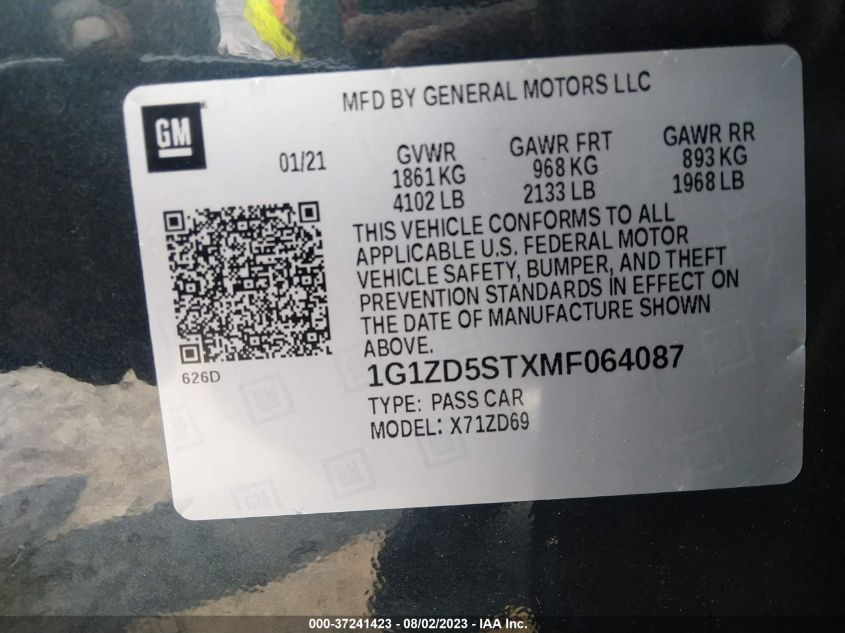 MFD BY GENERAL MOTORS LLC
GM
01/21
GVWR
1861 KG
4102 LB
GAWR FRT
968 KG
2133 LB
GAWR RR
893 KG
1968 LB
THIS VEHICLE CONFORMS TO ALL
APPLICABLE U.S. FEDERAL MOTOR
VEHICLE SAFETY, BUMPER, AND THEFT
PREVENTION STANDARDS IN EFFECT ON
THE DATE OF MANUFACTURE SHOWN
ABOVE.
626D
1G1ZD5STXMF064087
TYPE: PASS CAR
MODEL: X71ZD69
000-37241423 - 08/02/2023 - IAA Inc.